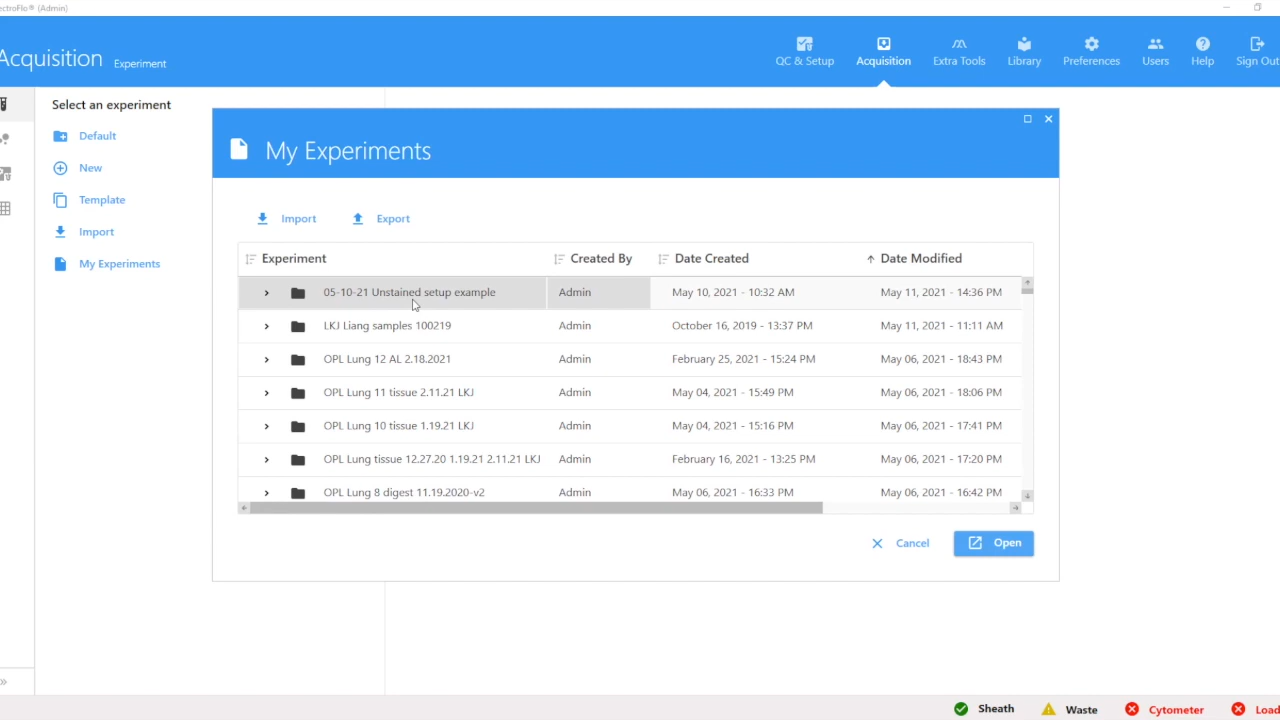 ectroFlo® (Admin)
Acquisition Experiment
QC & Setup Acquisition Extra Tools Library Preferences Users Help Sign Out
Select an experiment
Default
New
Template
Import
My Experiments
My Experiments
Import Export
Experiment Created By Date Created Date Modified
05-10-21 Unstained setup example Admin May 10, 2021 - 10:32 AM May 11, 2021 - 14:36 PM
LKJ Liang samples 100219 Admin October 16, 2019 - 13:37 PM May 11, 2021 - 11:11 AM
OPL Lung 12 AL 2.18.2021 Admin February 25, 2021 - 15:24 PM May 06, 2021 - 18:43 PM
OPL Lung 11 tissue 2.11.21 LKJ Admin May 04, 2021 - 15:49 PM May 06, 2021 - 18:06 PM
OPL Lung 10 tissue 1.19.21 LKJ Admin May 04, 2021 - 15:16 PM May 06, 2021 - 17:41 PM
OPL Lung tissue 12.27.20 1.19.21 2.11.21 LKJ Admin February 16, 2021 - 13:25 PM May 06, 2021 - 17:20 PM
OPL Lung 8 digest 11.19.2020-v2 Admin May 06, 2021 - 16:33 PM May 06, 2021 - 16:42 PM
Cancel Open
Sheath Waste Cytometer Load